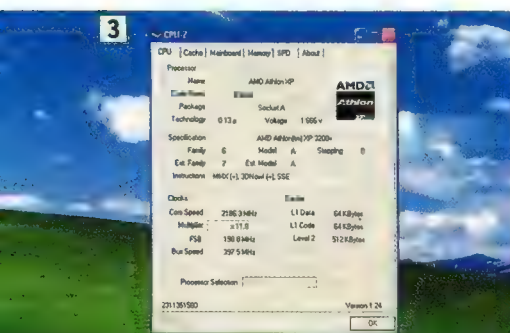 3
CPU-Z
CPU Cache Mainboard Memory SPD About
Processor
Name AMD Athlon XP
AMD
Package Socket A
Athlon
XP
Technology 0.13 Voltage
Specification AMD Athlon(tm) XP 3200+
Family 6 Model A Stepping 0
Ext. Family 7 Ext. Model A
Instructions MMX (+), 3DNow! (+), SSE
Clocks
Core Speed 2186.3 MHz L1 Data 64 KBytes
Multiplier x 11.0 L1 Code 64 KBytes
FSB 198.8 MHz Level 2 512 KBytes
Bus Speed 397.5 MHz
Processor Selection
Version 1.24
OK